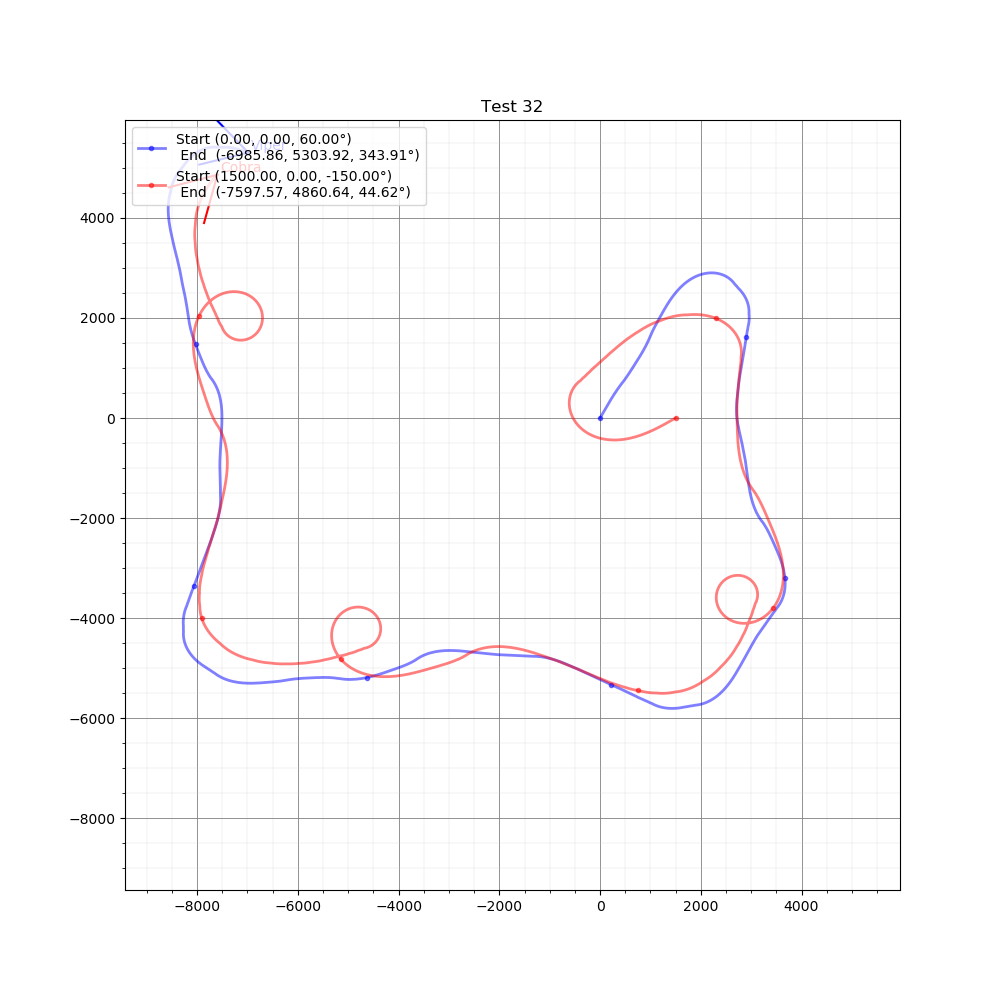 Test 32
Start (0.00, 0.00, 60.00°)
End (-6985.86, 5303.92, 343.91°)
Start (1500.00, 0.00, -150.00°)
End (-7597.57, 4860.64, 44.62°)
Cobra
4000
2000
0
−2000
−4000
−6000
−8000
−8000 −6000 −4000 −2000 0 2000 4000